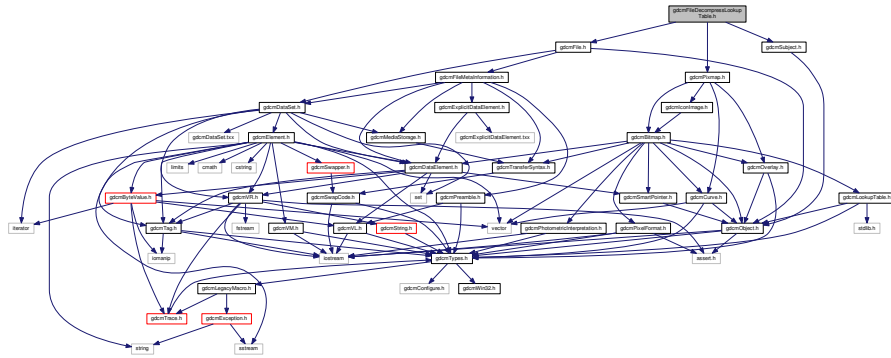 gdcmFileDecompressLookup
Table.h
gdcmFile.h
gdcmSubject.h
gdcmFileMetaInformation.h
gdcmPixmap.h
gdcmDataSet.h
gdcmExplicitDataElement.h
gdcmIconImage.h
gdcmDataSet.txx
gdcmElement.h
gdcmMediaStorage.h
gdcmExplicitDataElement.txx
gdcmBitmap.h
limits
cmath
cstring
gdcmSwapper.h
gdcmDataElement.h
gdcmTransferSyntax.h
gdcmOverlay.h
gdcmByteValue.h
gdcmVR.h
gdcmSwapCode.h
set
gdcmPreamble.h
gdcmSmartPointer.h
gdcmCurve.h
gdcmLookupTable.h
iterator
gdcmTag.h
fstream
gdcmVM.h
gdcmVL.h
gdcmString.h
vector
gdcmPhotometricInterpretation.h
gdcmPixelFormat.h
gdcmObject.h
stdlib.h
iomanip
iostream
gdcmTypes.h
assert.h
gdcmLegacyMacro.h
gdcmConfigure.h
gdcmWin32.h
gdcmTrace.h
gdcmException.h
string
sstream